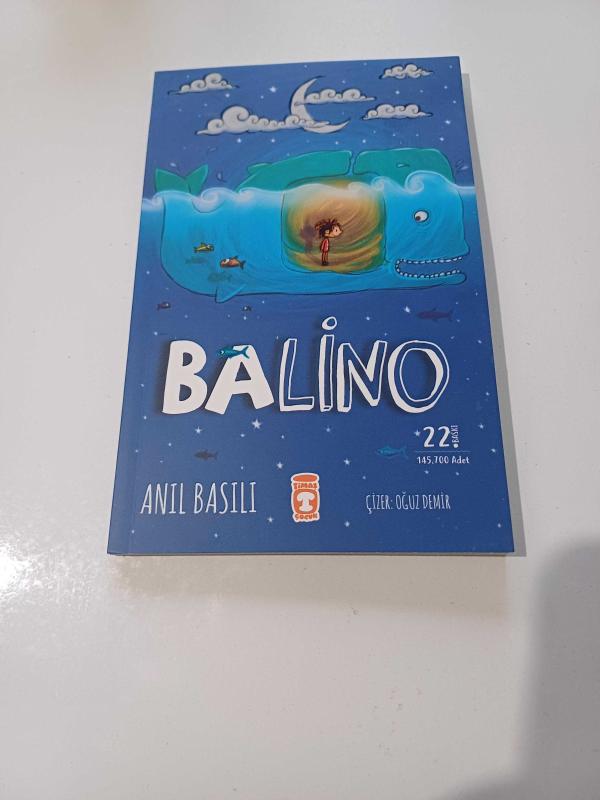 BALİNO
22. BASKI
145.700 Adet
ANIL BASILI
TİMAŞ
ÇOCUK
ÇİZER: OĞUZ DEMİR